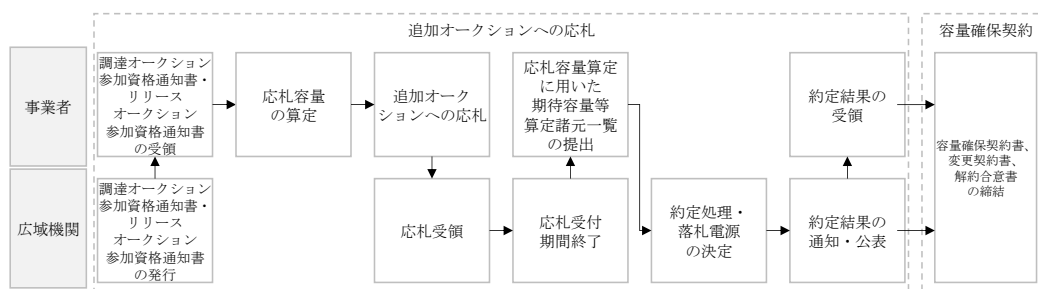 追加オークションへの応札
容量確保契約
事業者
調達オークション
参加資格通知書・
リリース
オークション
参加資格通知書
の受領
応札容量
の算定
追加オーク
ションへの応札
応札容量算定
に用いた
期待容量等
算定諸元一覧
の提出
約定結果の
受領
容量確保契約書、
変更契約書、
解約合意書
の締結
広域機関
調達オークション
参加資格通知書・
リリース
オークション
参加資格通知書
の発行
応札受領
応札受付
期間終了
約定処理・
落札電源
の決定
約定結果の
通知・公表